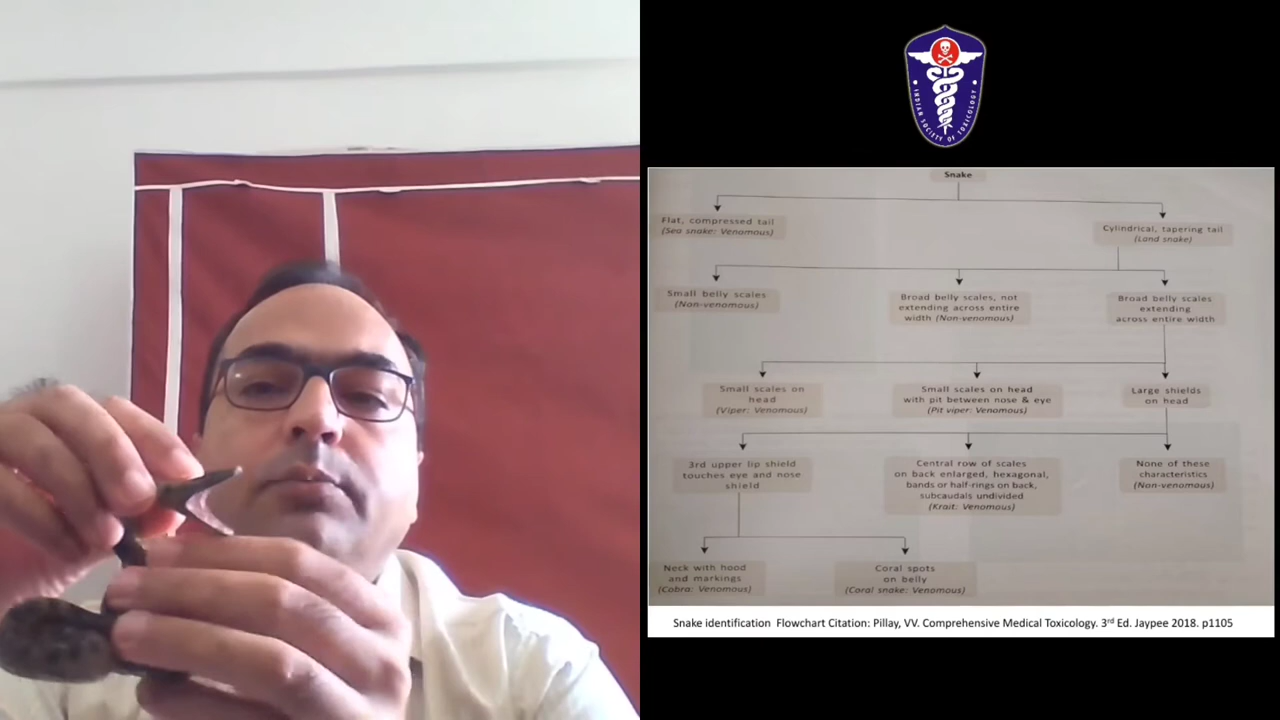 INDIAN SOCIETY OF TOXICOLOGY
Snake
Flat, compressed tail
(Sea snake: Venomous)
Cylindrical, tapering tail
(Land snake)
Small belly scales
(Non-venomous)
Broad belly scales, not
extending across entire
width (Non-venomous)
Broad belly scales
extending
across entire width
Small scales on
head
(Viper: Venomous)
Small scales on head
with pit between nose & eye
(Pit viper: Venomous)
Large shields
on head
3rd upper lip shield
touches eye and nose
shield
Central row of scales
on back enlarged, hexagonal,
bands or half-rings on back,
subcaudals undivided
(Krait: Venomous)
None of these
characteristics
(Non-venomous)
Neck with hood
and markings
(Cobra: Venomous)
Coral spots
on belly
(Coral snake: Venomous)
Snake identification Flowchart Citation: Pillay, VV. Comprehensive Medical Toxicology. 3rd Ed. Jaypee 2018. p1105